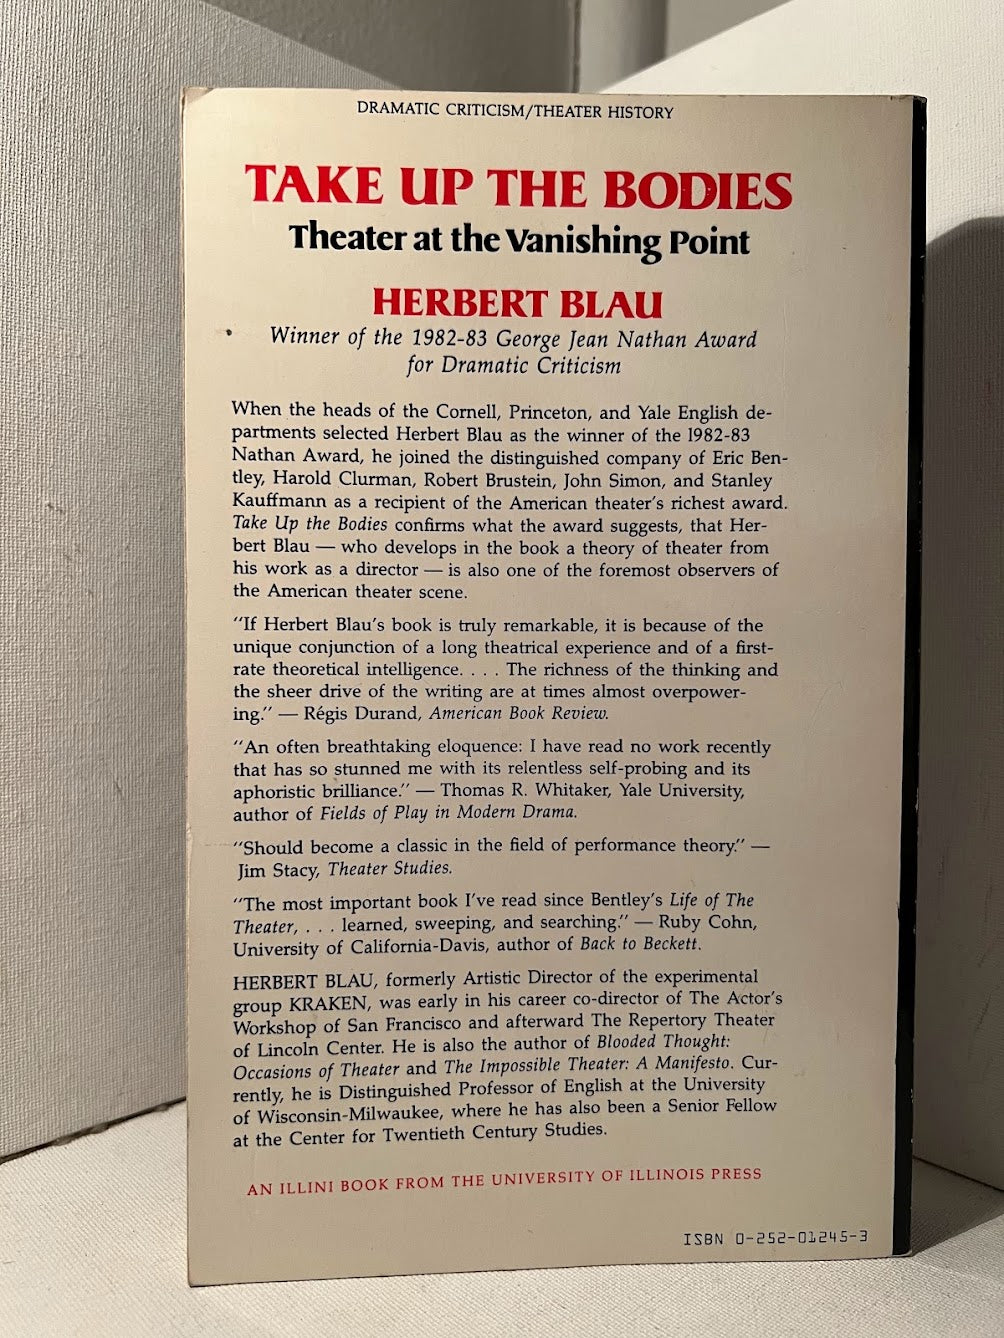 DRAMATIC CRITICISM/THEATER HISTORY
TAKE UP THE BODIES
Theater at the Vanishing Point
HERBERT BLAU
Winner of the 1982-83 George Jean Nathan Award
for Dramatic Criticism
When the heads of the Cornell, Princeton, and Yale English de-
partments selected Herbert Blau as the winner of the 1982-83
Nathan Award, he joined the distinguished company of Eric Ben-
tley, Harold Clurman, Robert Brustein, John Simon, and Stanley
Kauffmann as a recipient of the American theater's richest award.
Take Up the Bodies confirms what the award suggests, that Her-
bert Blau — who develops in the book a theory of theater from
his work as a director — is also one of the foremost observers of
the American theater scene.
"If Herbert Blau's book is truly remarkable, it is because of the
unique conjunction of a long theatrical experience and of a first-
rate theoretical intelligence. . . . The richness of the thinking and
the sheer drive of the writing are at times almost overpower-
ing." — Régis Durand, American Book Review.
"An often breathtaking eloquence: I have read no work recently
that has so stunned me with its relentless self-probing and its
aphoristic brilliance." — Thomas R. Whitaker, Yale University,
author of Fields of Play in Modern Drama.
"Should become a classic in the field of performance theory." —
Jim Stacy, Theater Studies.
"The most important book I've read since Bentley's Life of The
Theater, . . . learned, sweeping, and searching." — Ruby Cohn,
University of California-Davis, author of Back to Beckett.
HERBERT BLAU, formerly Artistic Director of the experimental
group KRAKEN, was early in his career co-director of The Actor's
Workshop of San Francisco and afterward The Repertory Theater
of Lincoln Center. He is also the author of Blooded Thought:
Occasions of Theater and The Impossible Theater: A Manifesto. Cur-
rently, he is Distinguished Professor of English at the University
of Wisconsin-Milwaukee, where he has also been a Senior Fellow
at the Center for Twentieth Century Studies.
AN ILLINI BOOK FROM THE UNIVERSITY OF ILLINOIS PRESS
ISBN 0-252-01245-3